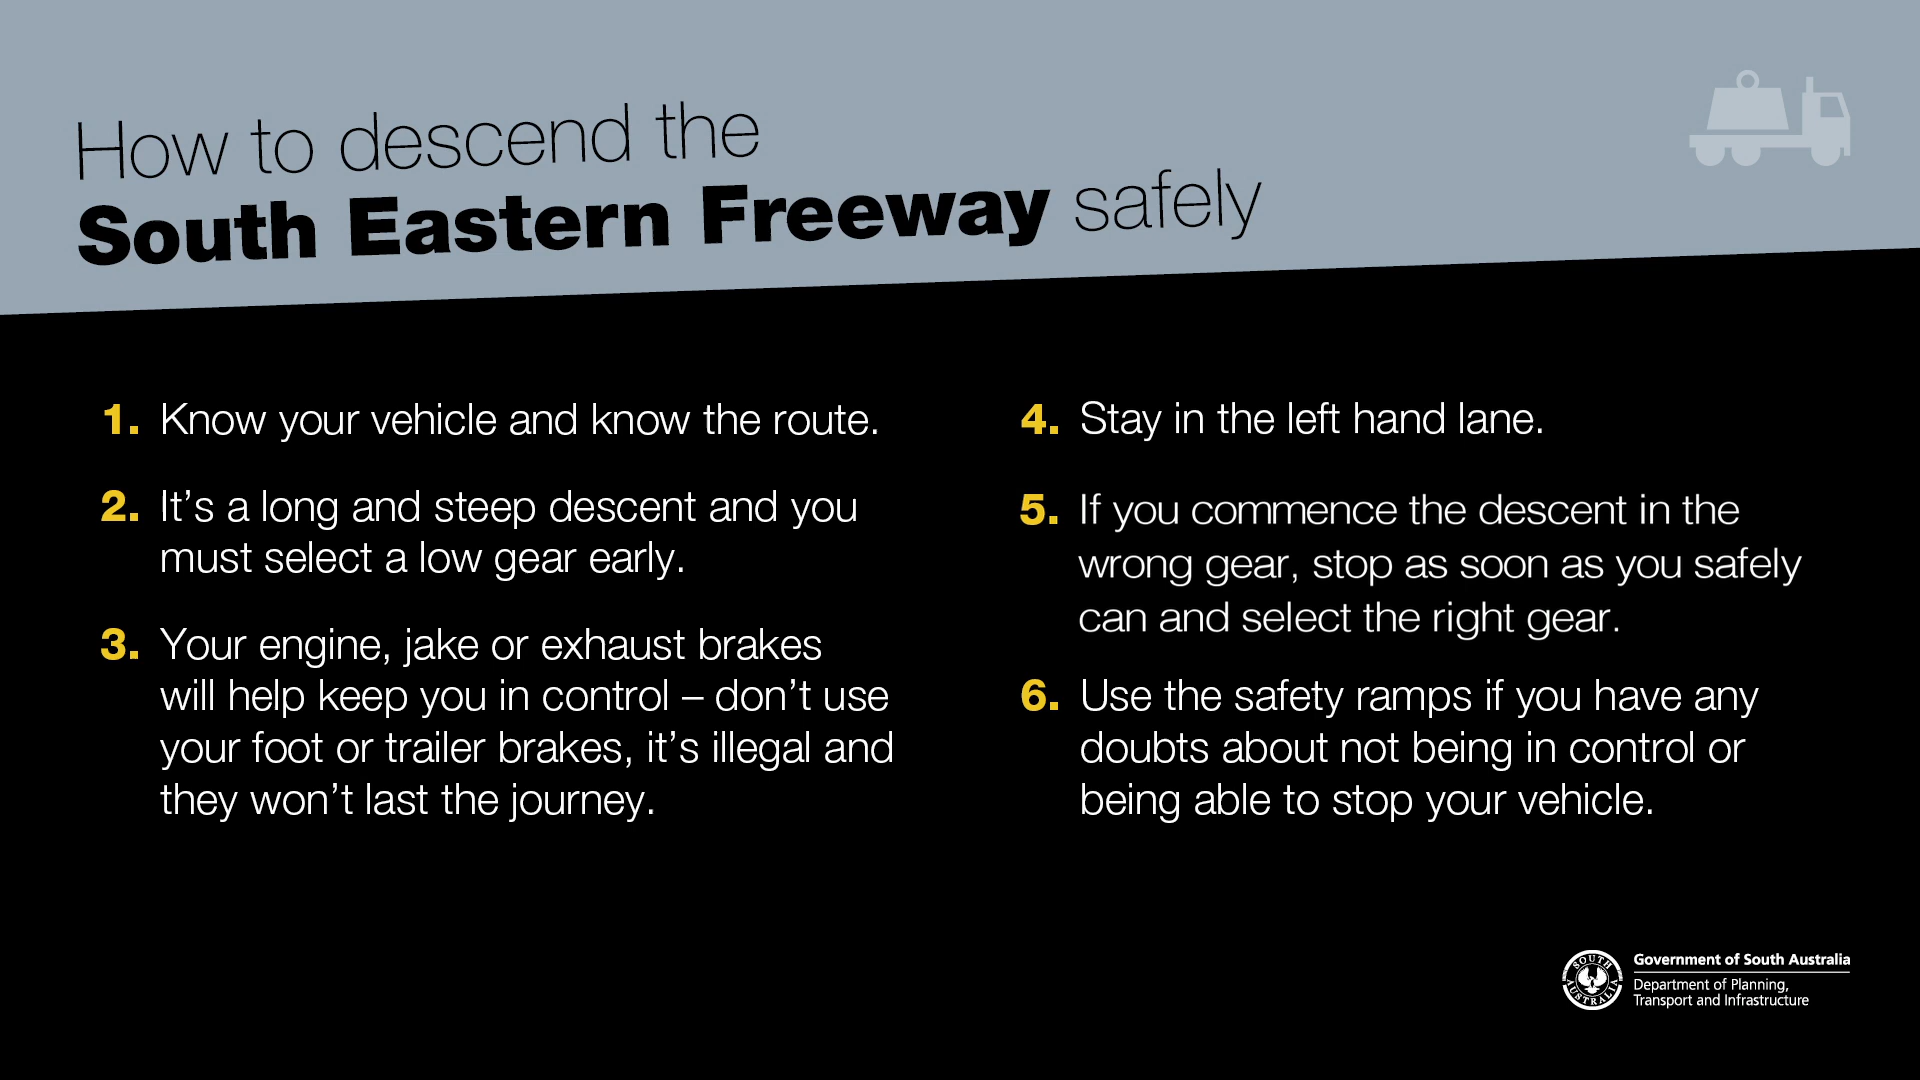 How to descend the
South Eastern Freeway safely
1. Know your vehicle and know the route.
2. It’s a long and steep descent and you
must select a low gear early.
3. Your engine, jake or exhaust brakes
will help keep you in control – don’t use
your foot or trailer brakes, it’s illegal and
they won’t last the journey.
4. Stay in the left hand lane.
5. If you commence the descent in the
wrong gear, stop as soon as you safely
can and select the right gear.
6. Use the safety ramps if you have any
doubts about not being in control or
being able to stop your vehicle.
SOUTH AUSTRALIA
Government of South Australia
Department of Planning,
Transport and Infrastructure